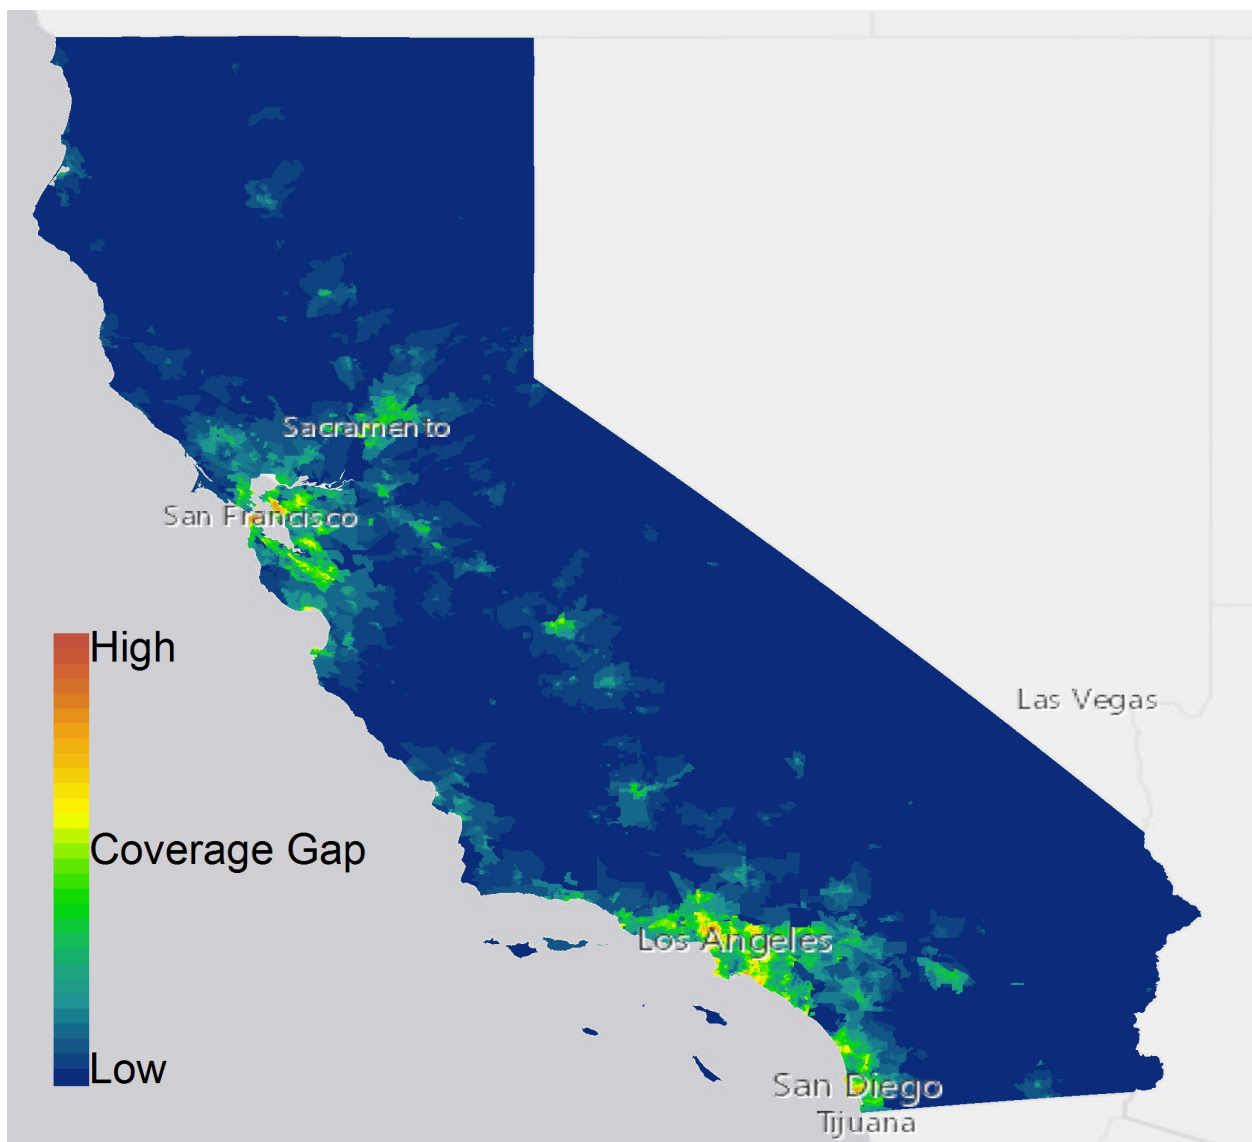 Sacramento
San Francisco
High
Las Vegas
Coverage Gap
Los Angeles
Low
San Diego
Tijuana